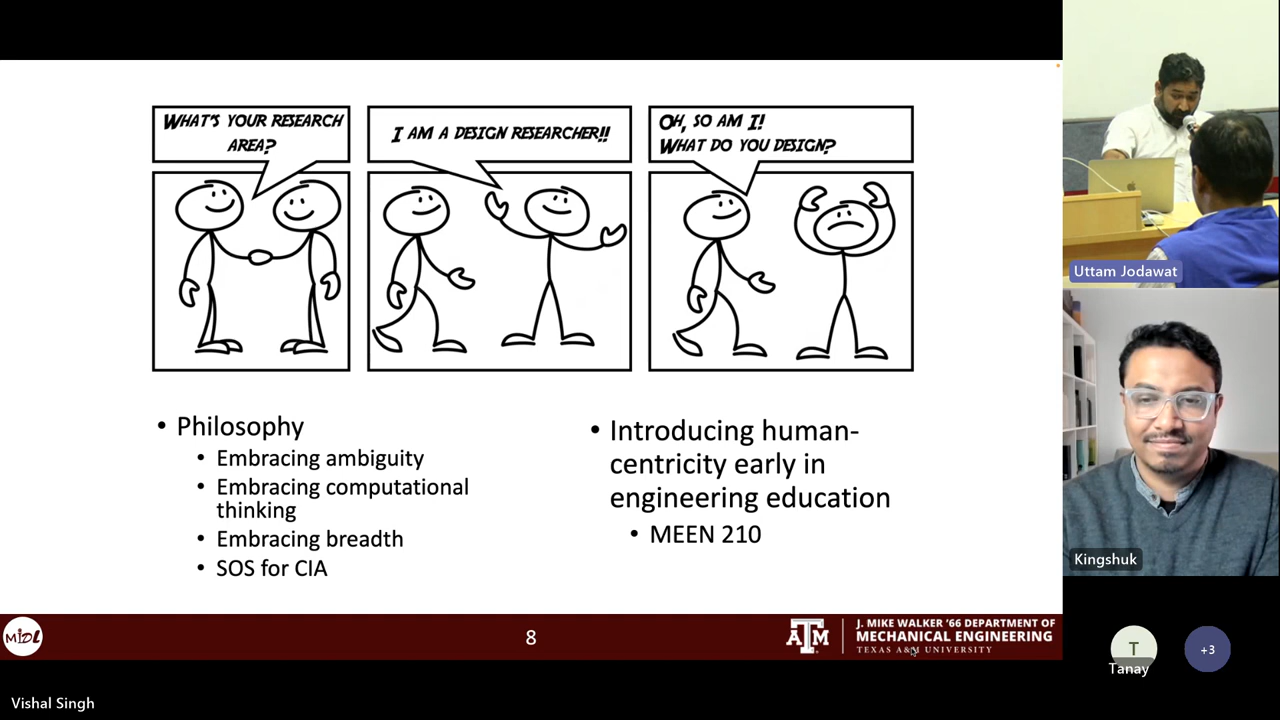 WHAT'S YOUR RESEARCH
AREA?
I AM A DESIGN RESEARCHER!!
OH, SO AM I!
WHAT DO YOU DESIGN?
• Philosophy
• Embracing ambiguity
• Embracing computational
thinking
• Embracing breadth
• SOS for CIA
• Introducing human-
centricity early in
engineering education
• MEEN 210
MIDL
8
ATM
J. MIKE WALKER '66 DEPARTMENT OF
MECHANICAL ENGINEERING
TEXAS A&M UNIVERSITY
Uttam Jodawat
Kingshuk
T
Tanay
+3
Vishal Singh